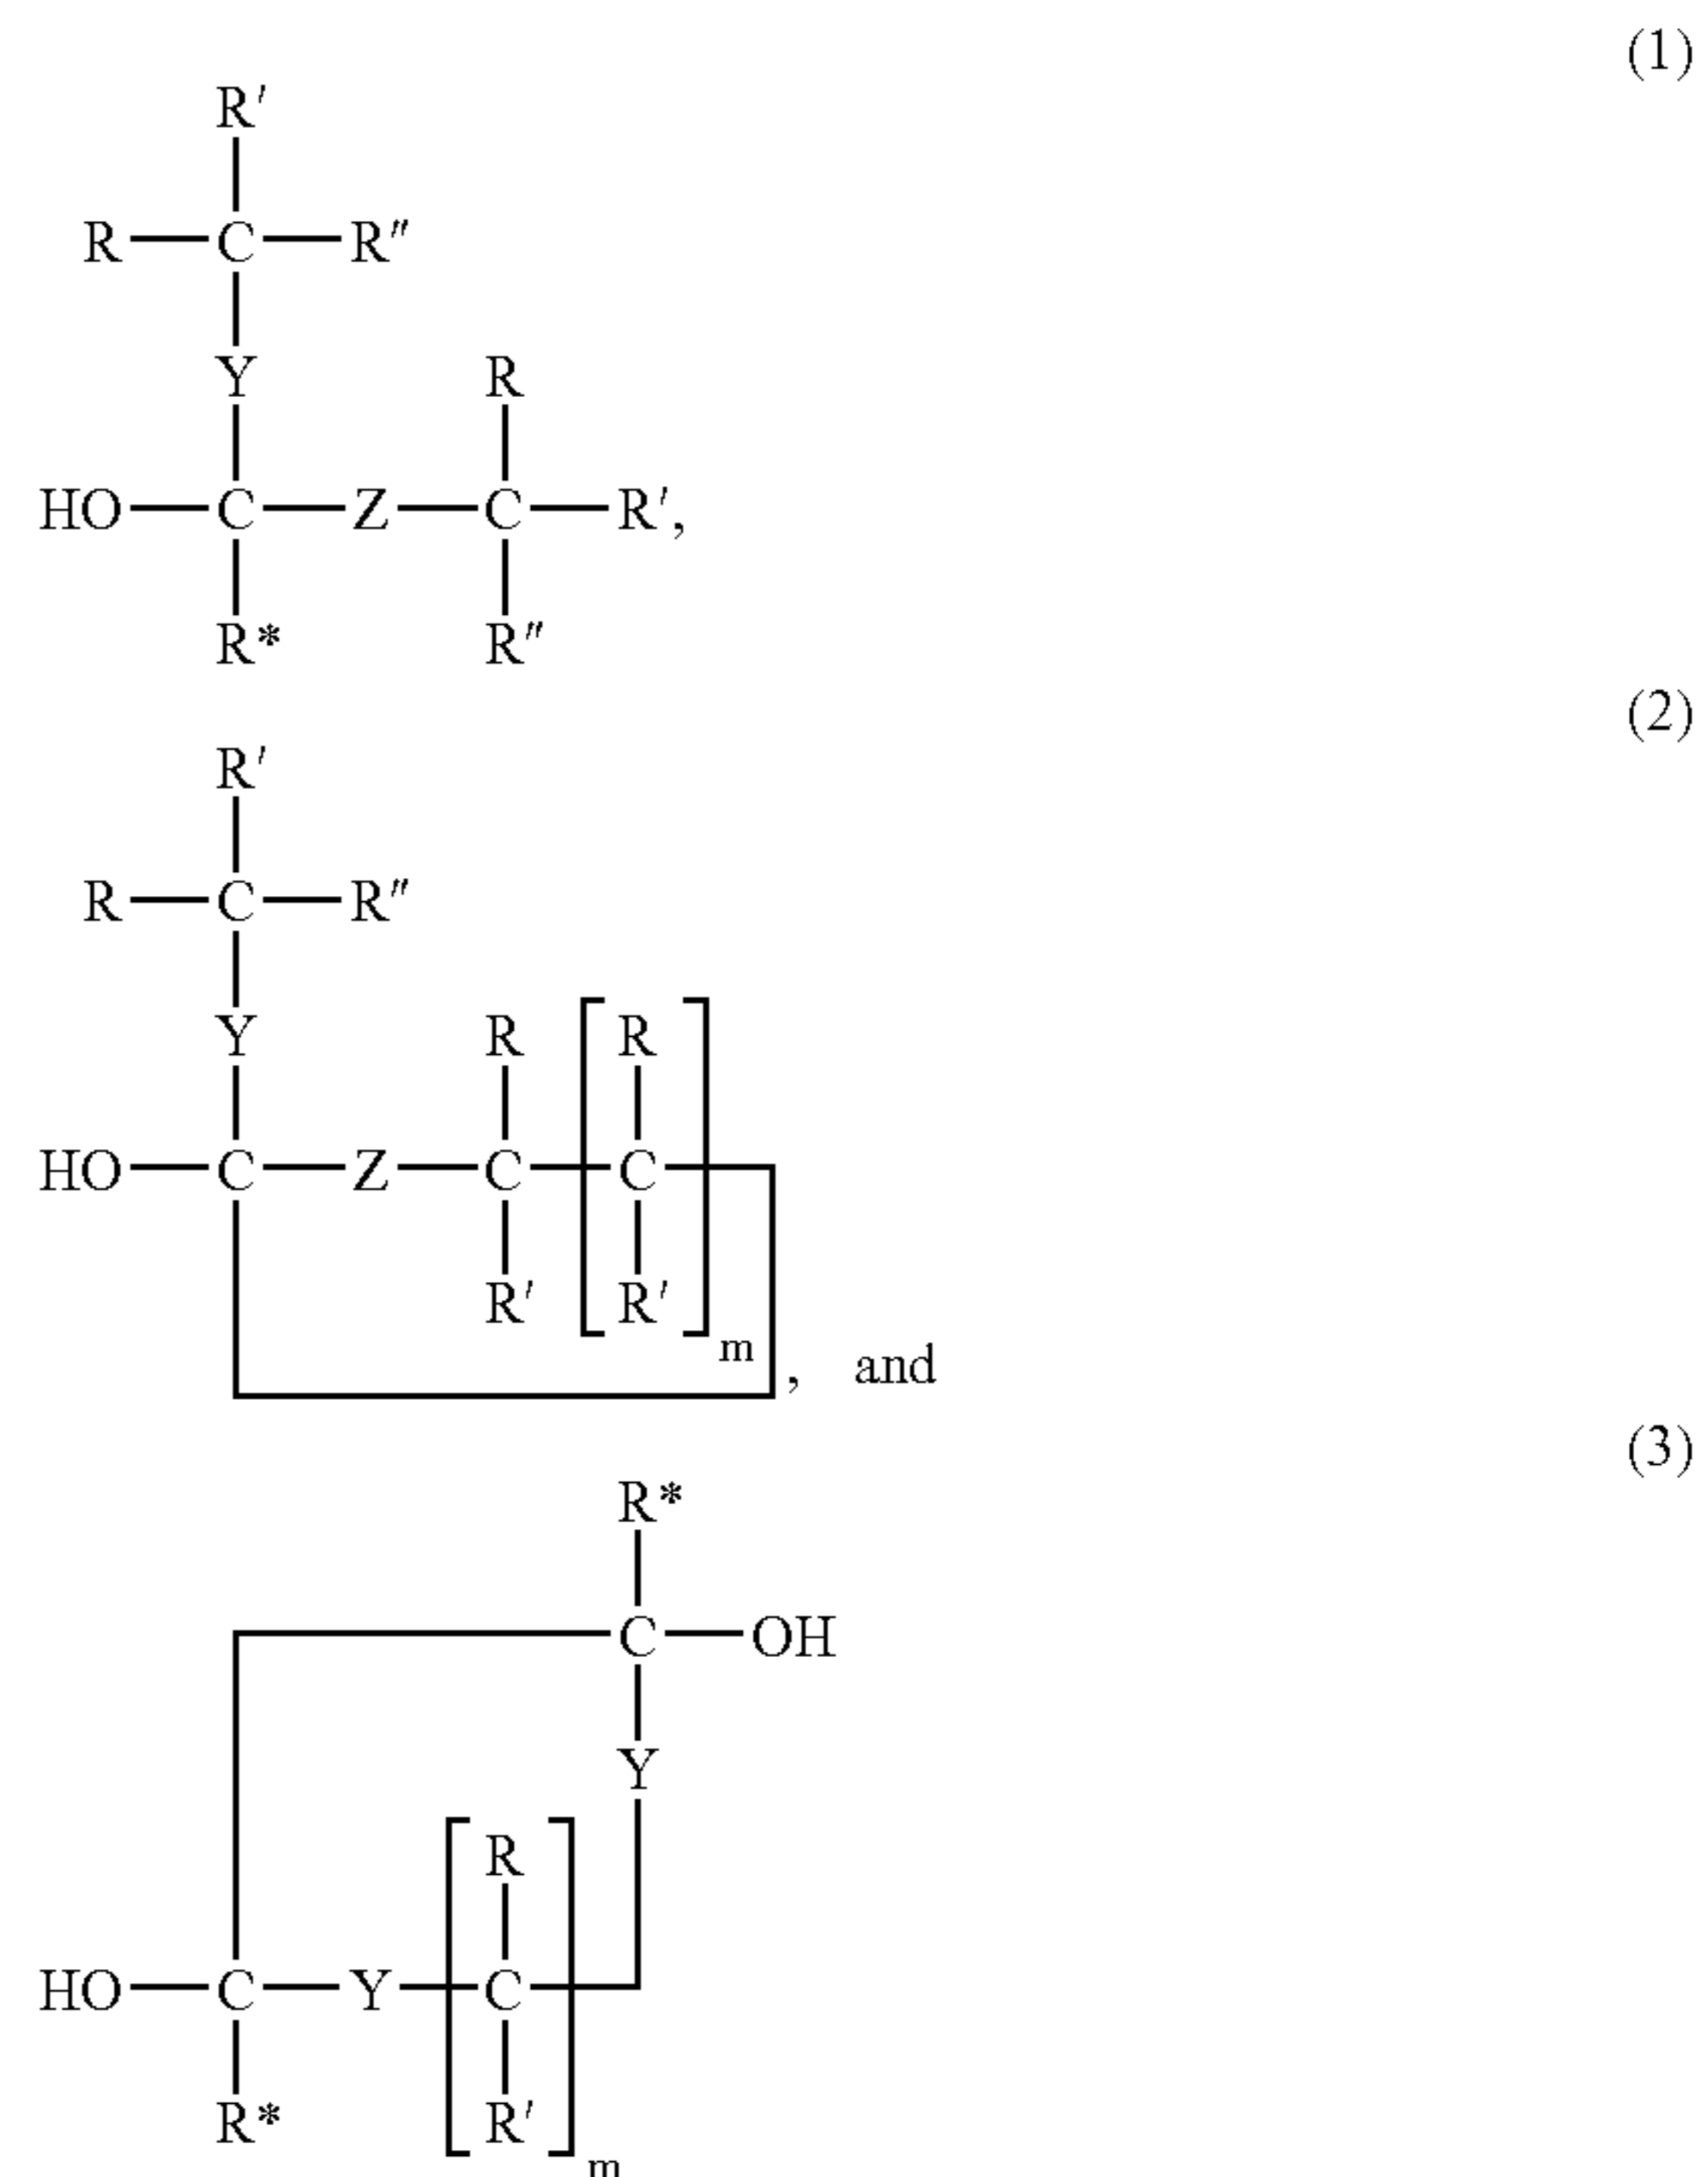 (1)
R'
R C R"
Y R
HO C Z C R',
R* R"
(2)
R'
R C R"
Y R R
HO C Z C C
R' R'
m , and
(3)
R*
C OH
Y
R
HO C Y C
R* R'
m